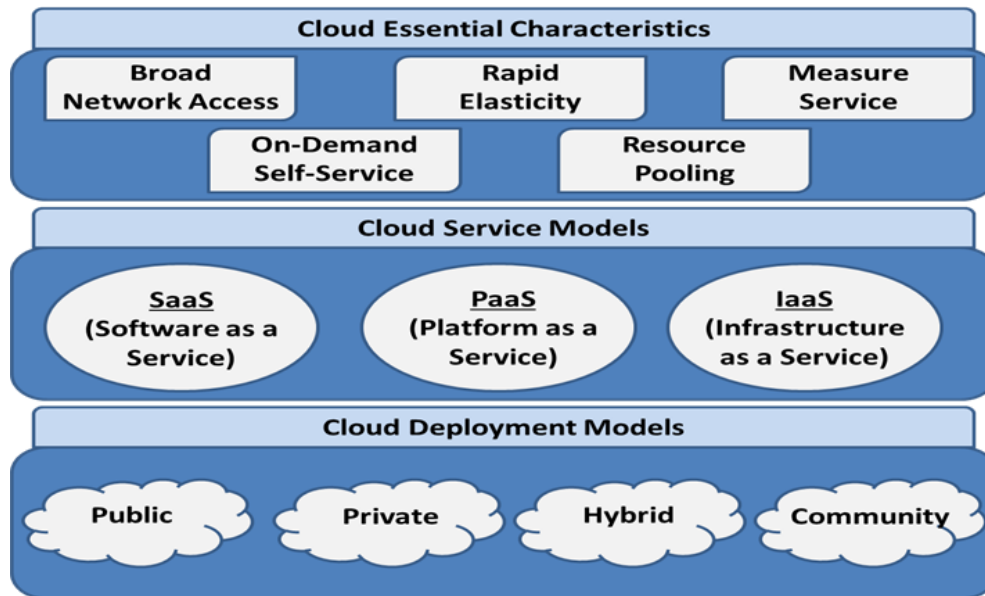 Cloud Essential Characteristics
Broad
Network Access
Rapid
Elasticity
Measure
Service
On-Demand
Self-Service
Resource
Pooling
Cloud Service Models
SaaS
(Software as a
Service)
PaaS
(Platform as a
Service)
IaaS
(Infrastructure
as a Service)
Cloud Deployment Models
Public
Private
Hybrid
Community